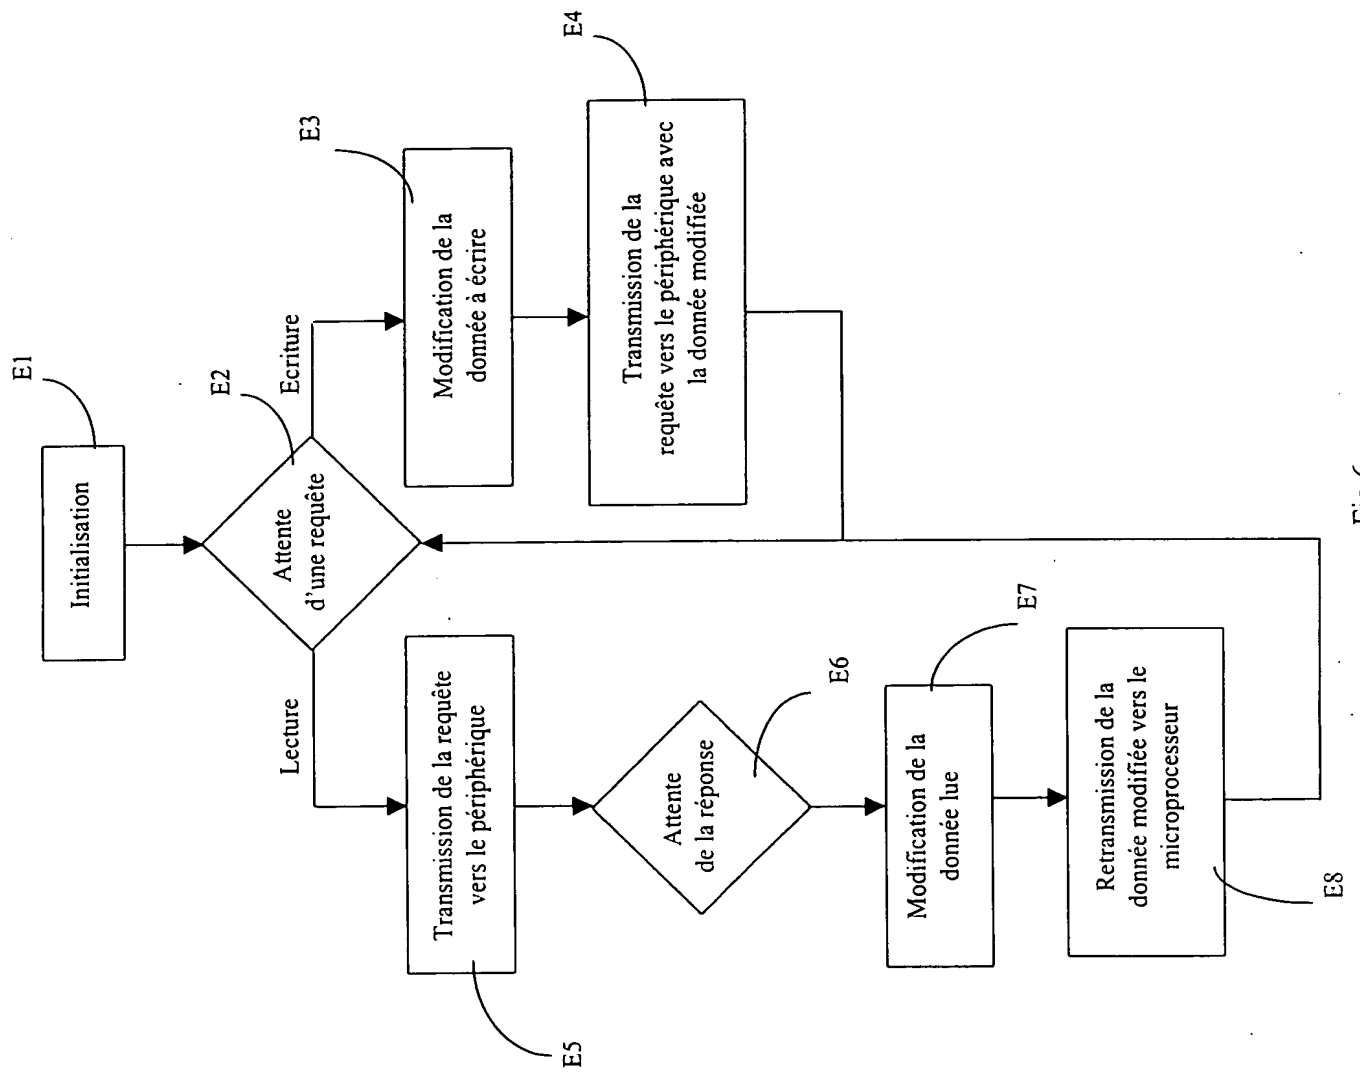 E1
Initialisation
E2
Attente
d'une requête
Ecriture
E3
Modification de la
donnée à écrire
E4
Transmission de la
requête vers le périphérique avec
la donnée modifiée
Lecture
Transmission de la requête
vers le périphérique
E5
Attente
de la réponse
E6
Modification de la
donnée lue
E7
Retransmission de la
donnée modifiée vers le
microprocesseur
E8